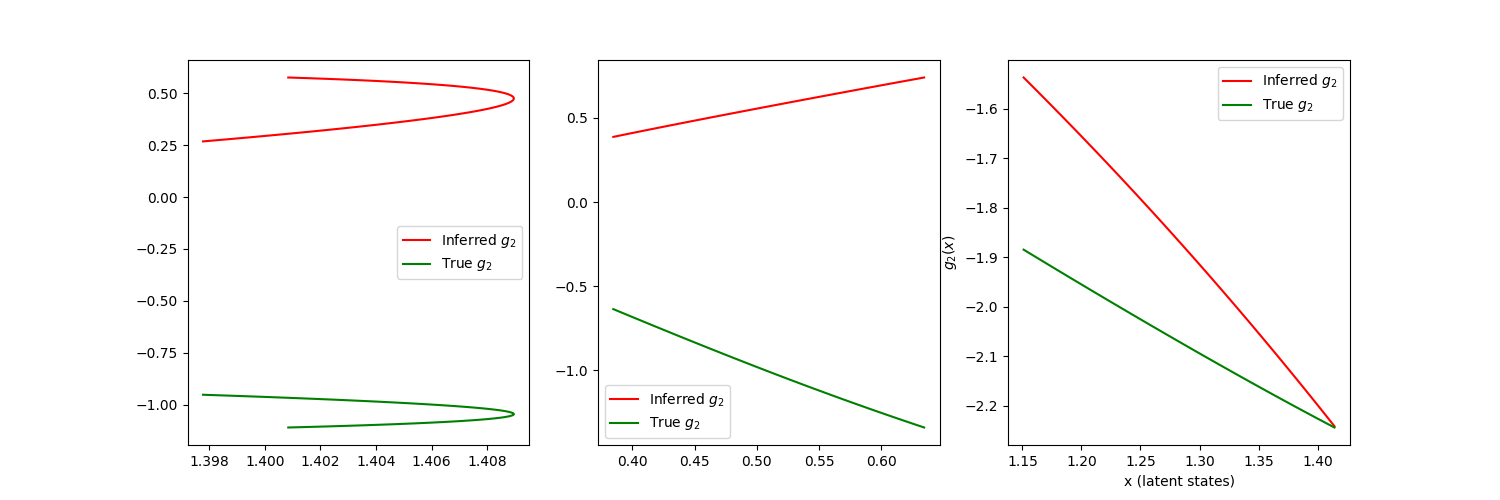 0.50
0.25
0.00
−0.25
−0.50
−0.75
−1.00
1.398 1.400 1.402 1.404 1.406 1.408
Inferred g₂
True g₂
0.5
0.0
−0.5
−1.0
0.40 0.45 0.50 0.55 0.60
Inferred g₂
True g₂
g₂(x)
−1.6
−1.7
−1.8
−1.9
−2.0
−2.1
−2.2
1.15 1.20 1.25 1.30 1.35 1.40
x (latent states)
Inferred g₂
True g₂